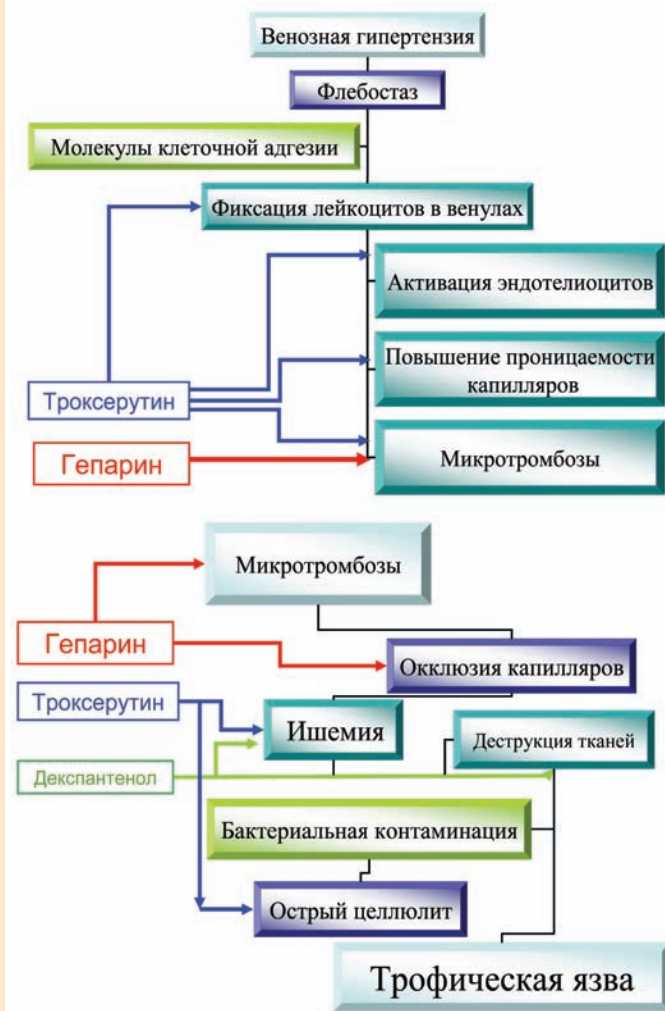 Венозная гипертензия
Флебостаз
Молекулы клеточной адгезии
Фиксация лейкоцитов в венулах
Активация эндотелиоцитов
Повышение проницаемости
капилляров
Троксерутин
Гепарин
Микротромбозы
Микротромбозы
Гепарин
Окклюзия капилляров
Троксерутин
Ишемия
Деструкция тканей
Декспантенол
Бактериальная контаминация
Острый целлюлит
Трофическая язва